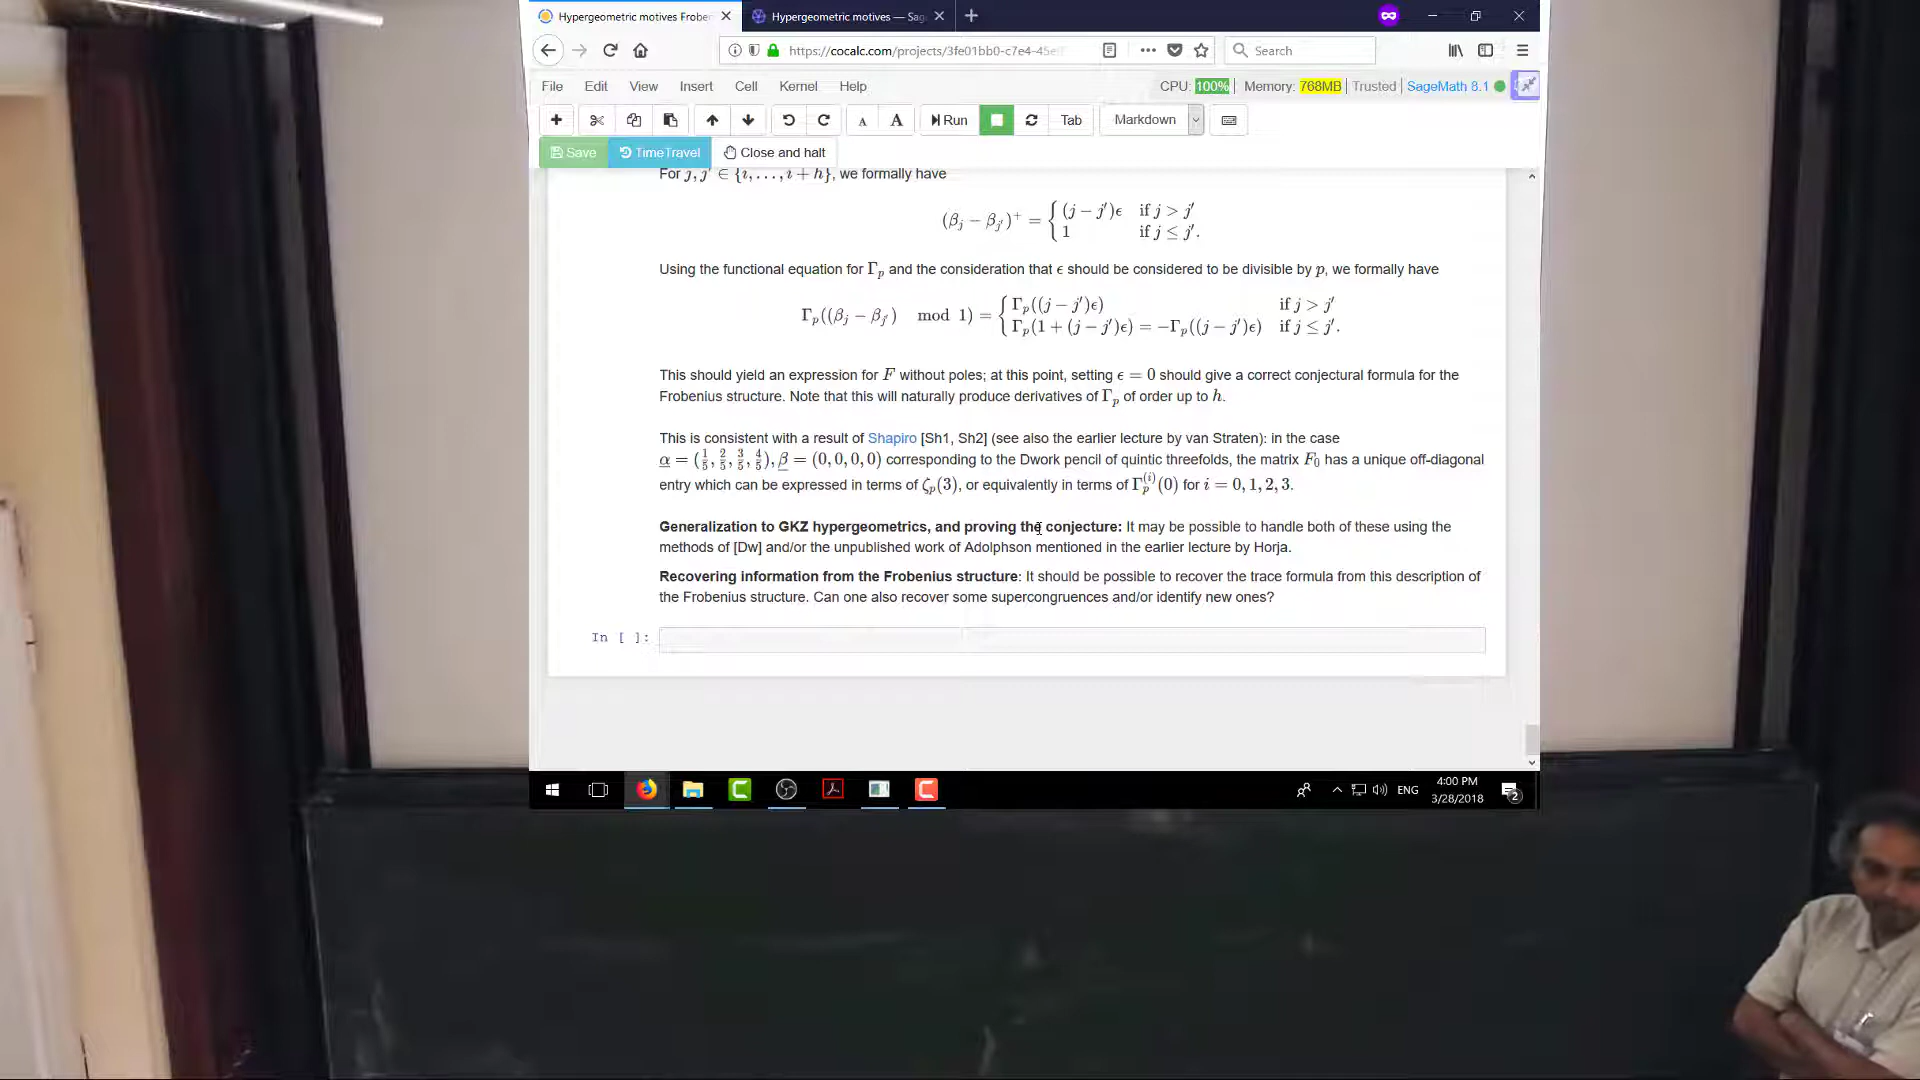 Hypergeometric motives Frober
Hypergeometric motives — Sag
https://cocalc.com/projects/3fe01bb0-c7e4-45e
Search
File Edit View Insert Cell Kernel Help
CPU: 100% Memory: 768MB Trusted SageMath 8.1
A A Run Tab Markdown
Save TimeTravel Close and halt
For j, j′ ∈ {i, . . . , i + h}, we formally have
(β_j − β_{j′})⁺ = { (j − j′)ϵ if j > j′
1 if j ≤ j′.
Using the functional equation for Γ_p and the consideration that ϵ should be considered to be divisible by p, we formally have
Γ_p((β_j − β_{j′}) mod 1) = { Γ_p((j − j′)ϵ) if j > j′
Γ_p(1 + (j − j′)ϵ) = −Γ_p((j − j′)ϵ) if j ≤ j′.
This should yield an expression for F without poles; at this point, setting ϵ = 0 should give a correct conjectural formula for the
Frobenius structure. Note that this will naturally produce derivatives of Γ_p of order up to h.
This is consistent with a result of Shapiro [Sh1, Sh2] (see also the earlier lecture by van Straten): in the case
α = (1/5, 2/5, 3/5, 4/5), β = (0, 0, 0, 0) corresponding to the Dwork pencil of quintic threefolds, the matrix F₀ has a unique off-diagonal
entry which can be expressed in terms of ζ_p(3), or equivalently in terms of Γ_p^{(i)}(0) for i = 0, 1, 2, 3.
Generalization to GKZ hypergeometrics, and proving the conjecture: It may be possible to handle both of these using the
methods of [Dw] and/or the unpublished work of Adolphson mentioned in the earlier lecture by Horja.
Recovering information from the Frobenius structure: It should be possible to recover the trace formula from this description of
the Frobenius structure. Can one also recover some supercongruences and/or identify new ones?
In [ ]:
ENG
4:00 PM
3/28/2018
2